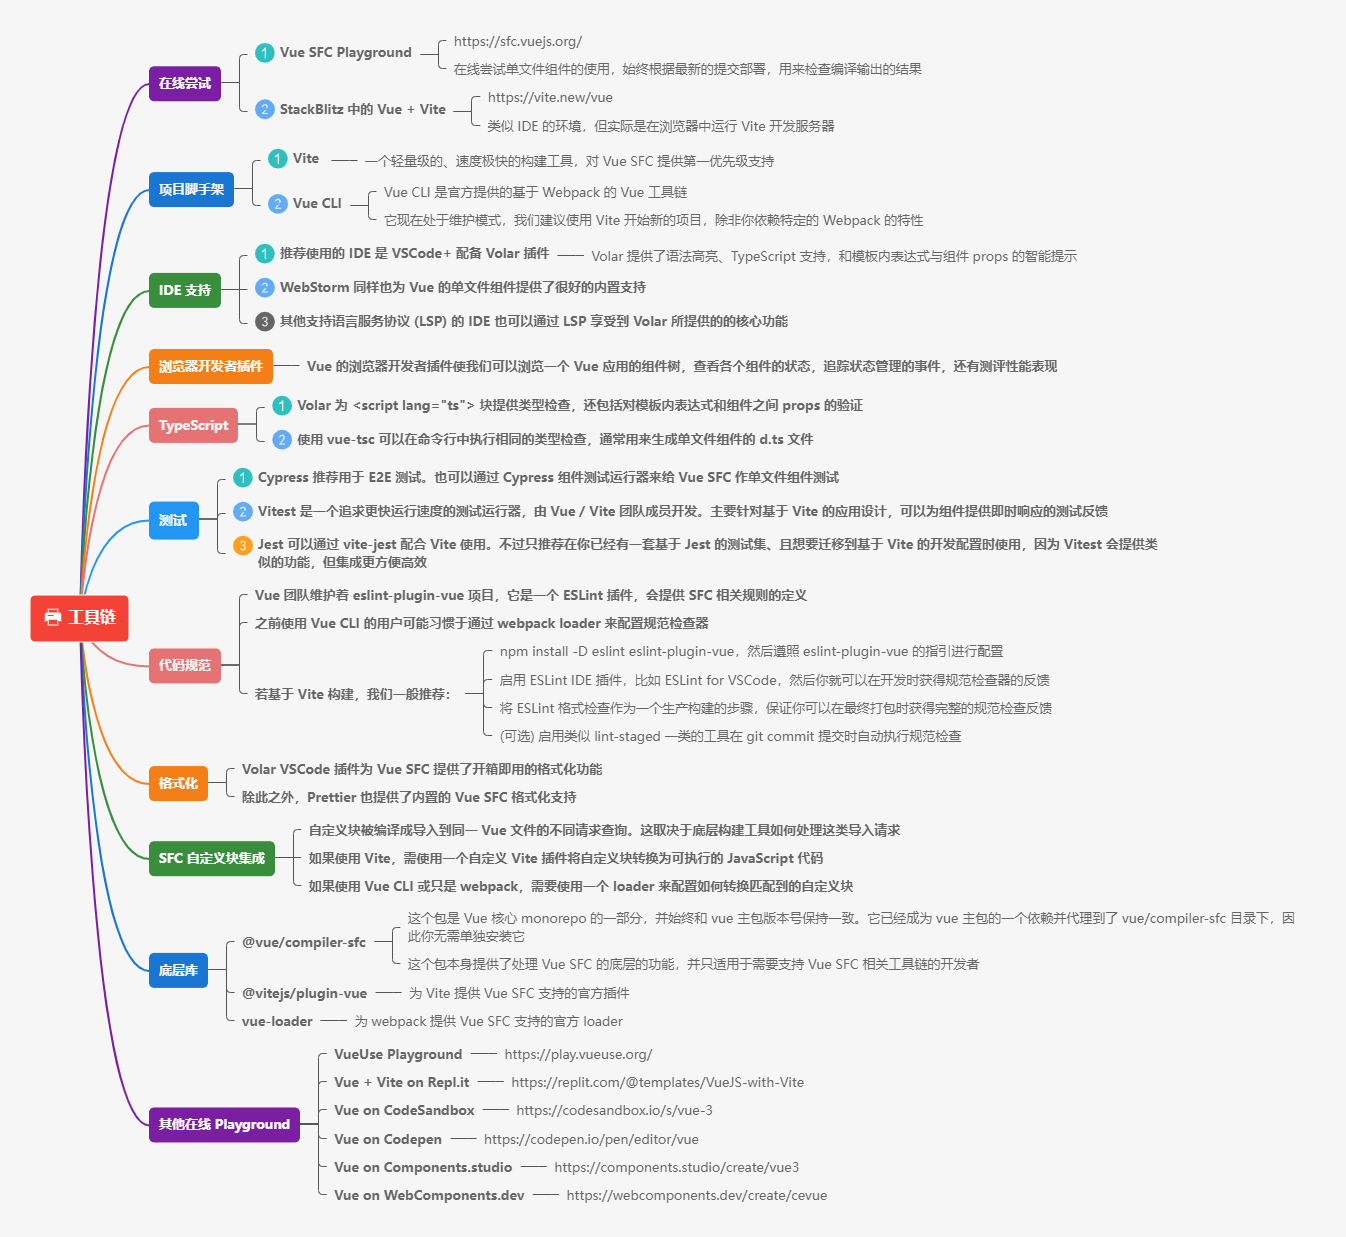 工具链
在线尝试
1 Vue SFC Playground
https://sfc.vuejs.org/
在线尝试单文件组件的使用，始终根据最新的提交部署，用来检查编译输出的结果
2 StackBlitz 中的 Vue + Vite
https://vite.new/vue
类似 IDE 的环境，但实际是在浏览器中运行 Vite 开发服务器
项目脚手架
1 Vite
一个轻量级的、速度极快的构建工具，对 Vue SFC 提供第一优先级支持
2 Vue CLI
Vue CLI 是官方提供的基于 Webpack 的 Vue 工具链
它现在处于维护模式，我们建议使用 Vite 开始新的项目，除非你依赖特定的 Webpack 的特性
IDE 支持
1 推荐使用的 IDE 是 VSCode+ 配备 Volar 插件
Volar 提供了语法高亮、TypeScript 支持，和模板内表达式与组件 props 的智能提示
2 WebStorm 同样也为 Vue 的单文件组件提供了很好的内置支持
3 其他支持语言服务协议 (LSP) 的 IDE 也可以通过 LSP 享受到 Volar 所提供的的核心功能
浏览器开发者插件
Vue 的浏览器开发者插件使我们可以浏览一个 Vue 应用的组件树，查看各个组件的状态，追踪状态管理的事件，还有测评性能表现
TypeScript
1 Volar 为 <script lang="ts"> 块提供类型检查，还包括对模板内表达式和组件之间 props 的验证
2 使用 vue-tsc 可以在命令行中执行相同的类型检查，通常用来生成单文件组件的 d.ts 文件
测试
1 Cypress 推荐用于 E2E 测试。也可以通过 Cypress 组件测试运行器来给 Vue SFC 作单文件组件测试
2 Vitest 是一个追求更快运行速度的测试运行器，由 Vue / Vite 团队成员开发。主要针对基于 Vite 的应用设计，可以为组件提供即时响应的测试反馈
3 Jest 可以通过 vite-jest 配合 Vite 使用。不过只推荐在你已经有一套基于 Jest 的测试集、且想要迁移到基于 Vite 的开发配置时使用，因为 Vitest 会提供类
似的功能，但集成更方便高效
代码规范
Vue 团队维护着 eslint-plugin-vue 项目，它是一个 ESLint 插件，会提供 SFC 相关规则的定义
之前使用 Vue CLI 的用户可能习惯于通过 webpack loader 来配置规范检查器
若基于 Vite 构建，我们一般推荐：
npm install -D eslint eslint-plugin-vue，然后遵照 eslint-plugin-vue 的指引进行配置
启用 ESLint IDE 插件，比如 ESLint for VSCode，然后你就可以在开发时获得规范检查器的反馈
将 ESLint 格式检查作为一个生产构建的步骤，保证你可以在最终打包时获得完整的规范检查反馈
(可选) 启用类似 lint-staged 一类的工具在 git commit 提交时自动执行规范检查
格式化
Volar VSCode 插件为 Vue SFC 提供了开箱即用的格式化功能
除此之外，Prettier 也提供了内置的 Vue SFC 格式化支持
SFC 自定义块集成
自定义块被编译成导入到同一 Vue 文件的不同请求查询。这取决于底层构建工具如何处理这类导入请求
如果使用 Vite，需使用一个自定义 Vite 插件将自定义块转换为可执行的 JavaScript 代码
如果使用 Vue CLI 或只是 webpack，需要使用一个 loader 来配置如何转换匹配到的自定义块
底层库
@vue/compiler-sfc
这个包是 Vue 核心 monorepo 的一部分，并始终和 vue 主包版本号保持一致。它已经成为 vue 主包的一个依赖并代理到了 vue/compiler-sfc 目录下，因
此你无需单独安装它
这个包本身提供了处理 Vue SFC 的底层的功能，并只适用于需要支持 Vue SFC 相关工具链的开发者
@vitejs/plugin-vue
为 Vite 提供 Vue SFC 支持的官方插件
vue-loader
为 webpack 提供 Vue SFC 支持的官方 loader
其他在线 Playground
VueUse Playground
https://play.vueuse.org/
Vue + Vite on Repl.it
https://replit.com/@templates/VueJS-with-Vite
Vue on CodeSandbox
https://codesandbox.io/s/vue-3
Vue on Codepen
https://codepen.io/pen/editor/vue
Vue on Components.studio
https://components.studio/create/vue3
Vue on WebComponents.dev
https://webcomponents.dev/create/cevue